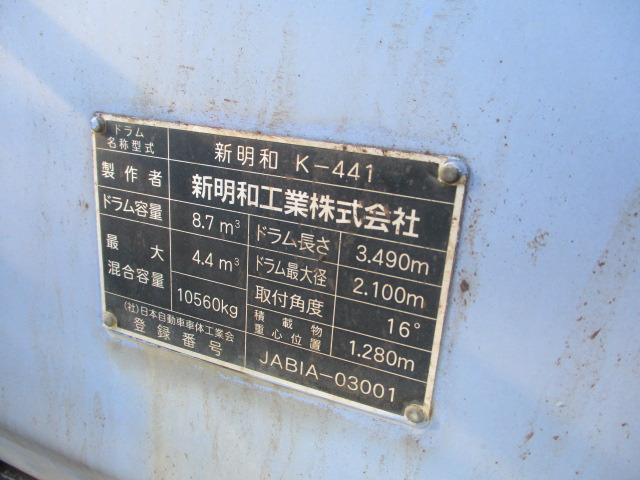 ドラム
名称型式
新明和 K-441
製作者
新明和工業株式会社
ドラム容量
8.7m³
ドラム長さ
3.490m
最大
混合容量
4.4m³
ドラム最大径
2.100m
10560kg
取付角度
16°
積載物
重心位置
1.280m
(社)日本自動車車体工業会
登録番号
JABIA-03001